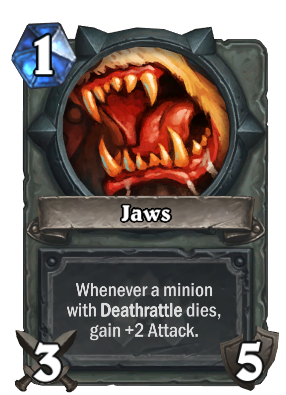 1
Jaws
Whenever a minion
with Deathrattle dies,
gain +2 Attack.
3
5